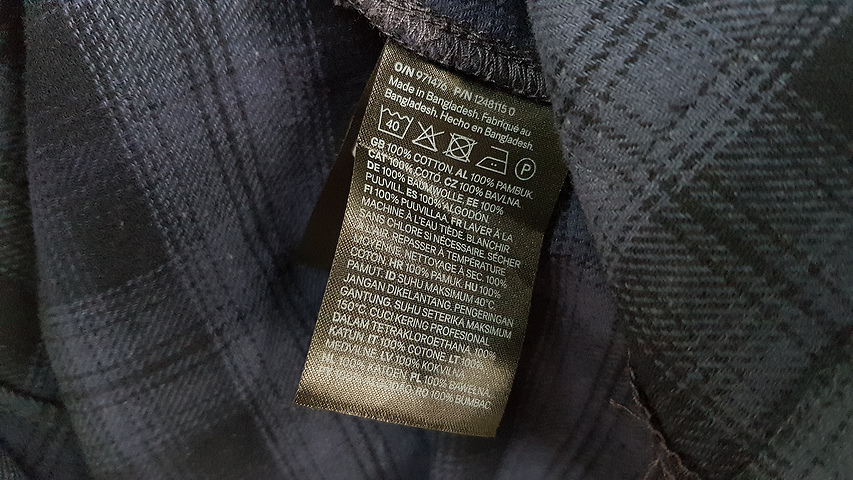 O/N 971476 P/N 1248115 0
Made in Bangladesh. Fabriqué au
Bangladesh. Hecho en Bangladesh.
40 P
GB 100% COTTON. AL 100% PAMBUK.
CAT 100% COTÓ. CZ 100% BAVLNA.
DE 100% BAUMWOLLE. EE 100%
PUUVILL. ES 100% ALGODÓN.
FI 100% PUUVILLAA. FR LAVER À LA
MACHINE À L'EAU TIÈDE. BLANCHIR
SANS CHLORE SI NÉCESSAIRE. SÉCHER
REPASSER À TEMPÉRATURE
MOYENNE. NETTOYAGE À SEC. 100%
COTON. HR 100% PAMUK. HU 100%
PAMUT. ID SUHU MAKSIMUM 40°C.
JANGAN DIKELANTANG. PENGERINGAN
GANTUNG. SUHU SETERIKA MAKSIMUM
150°C. CUCI KERING PROFESIONAL
DALAM TETRAKLOROETHANA. 100%
KATUN. IT 100% COTONE. LT 100%
MEDVILNĖ. LV 100% KOKVILNA.
NL 100% KATOEN. PL 100% BAWEŁNA.
RO 100% BUMBAC.